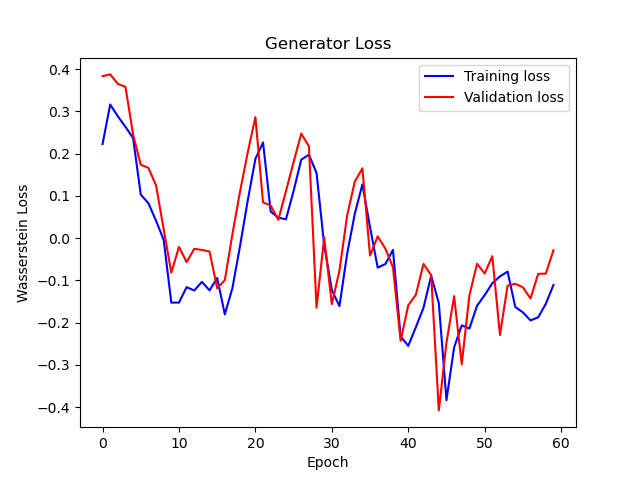 Generator Loss
Training loss
Validation loss
0.4
0.3
0.2
0.1
0.0
−0.1
−0.2
−0.3
−0.4
Wasserstein Loss
0 10 20 30 40 50 60
Epoch